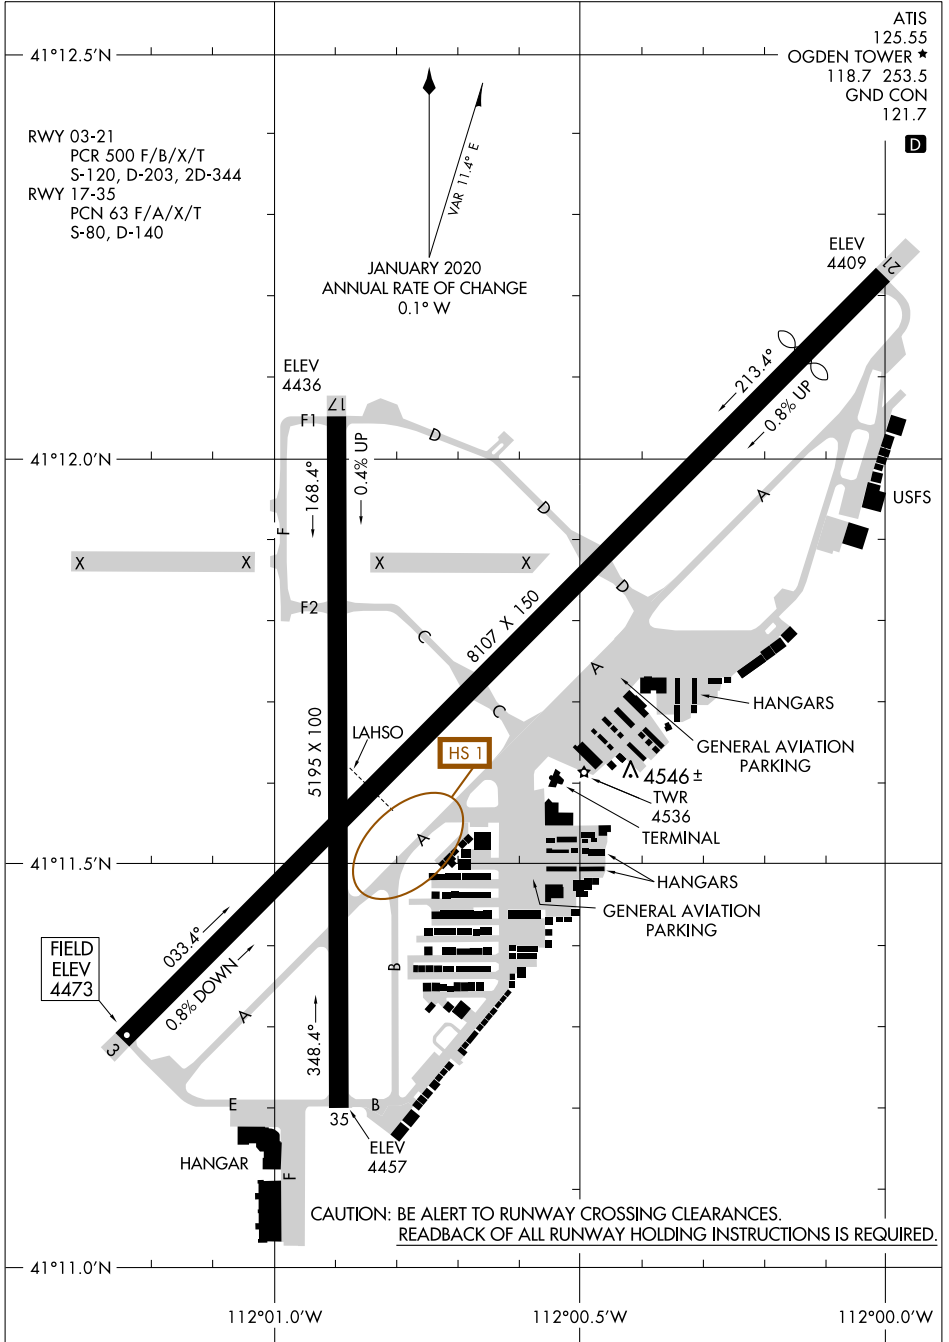 ATIS
125.55
OGDEN TOWER ★
118.7 253.5
GND CON
121.7
D
41°12.5'N
RWY 03-21
PCR 500 F/B/X/T
S-120, D-203, 2D-344
RWY 17-35
PCN 63 F/A/X/T
S-80, D-140
VAR 11.4° E
JANUARY 2020
ANNUAL RATE OF CHANGE
0.1° W
ELEV
4409
21
213.4°
0.8% UP
ELEV
4436
17
F1
D
41°12.0'N
168.4°
0.4% UP
A
USFS
F
D
X
X
X
X
D
F2
C
8107 X 150
A
HANGARS
C
GENERAL AVIATION
PARKING
5195 X 100
LAHSO
HS 1
4546 ±
TWR
4536
TERMINAL
A
41°11.5'N
HANGARS
GENERAL AVIATION
PARKING
033.4°
0.8% DOWN
FIELD
ELEV
4473
B
A
348.4°
3
E
35
B
ELEV
4457
HANGAR
F
CAUTION: BE ALERT TO RUNWAY CROSSING CLEARANCES.
READBACK OF ALL RUNWAY HOLDING INSTRUCTIONS IS REQUIRED.
41°11.0'N
112°01.0'W
112°00.5'W
112°00.0'W